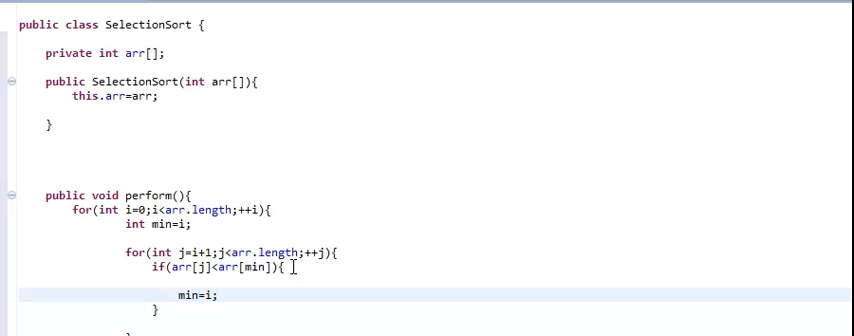 public class SelectionSort {
private int arr[];
public SelectionSort(int arr[]){
this.arr=arr;
}
public void perform(){
for(int i=0;i<arr.length;++i){
int min=i;
for(int j=i+1;j<arr.length;++j){
if(arr[j]<arr[min]){
min=i;
}
}